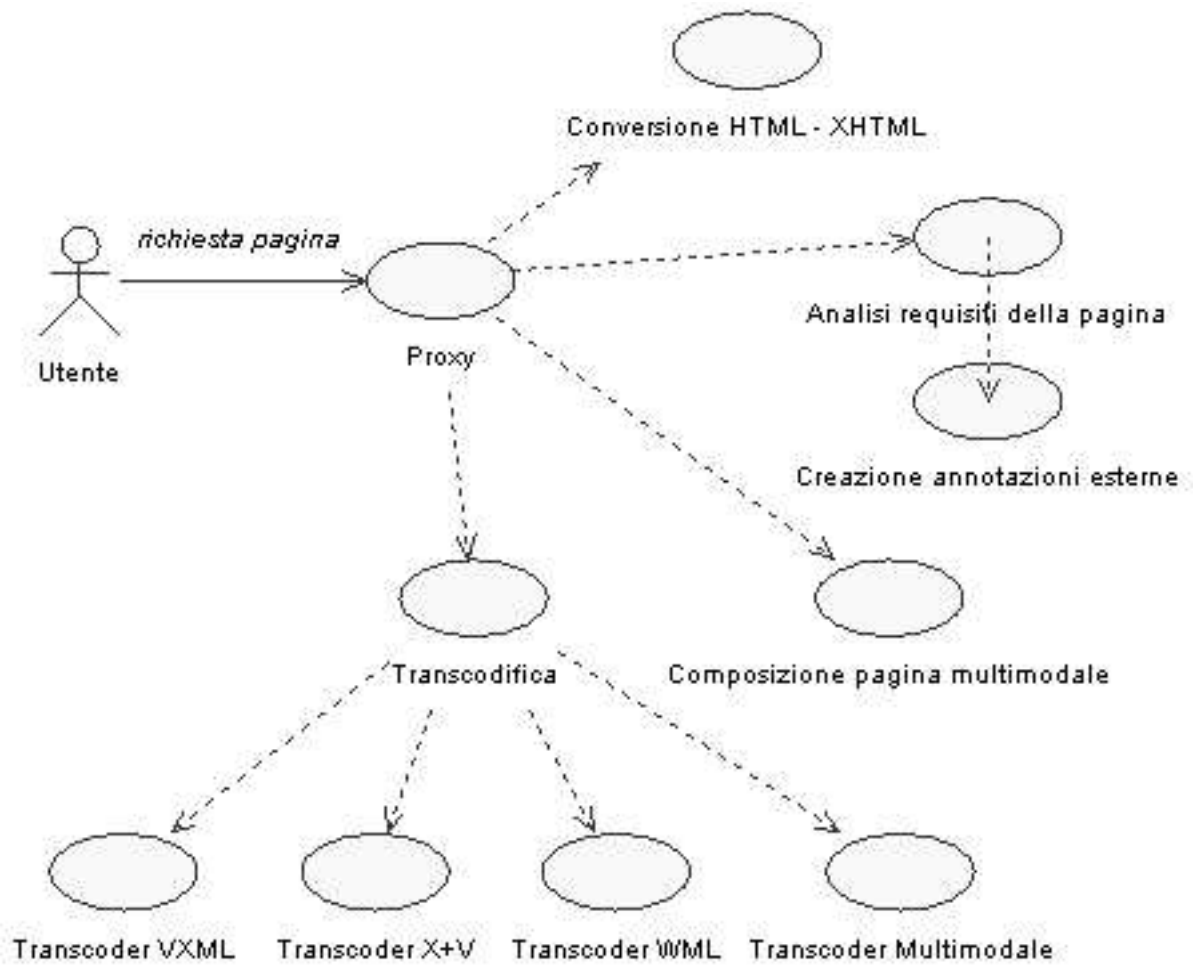 Conversione HTML - XHTML
richiesta pagina
Analisi requisiti della pagina
Proxy
Utente
Creazione annotazioni esterne
Transcodifica
Composizione pagina multimodale
Transcoder VXML
Transcoder X+V
Transcoder WML
Transcoder Multimodale